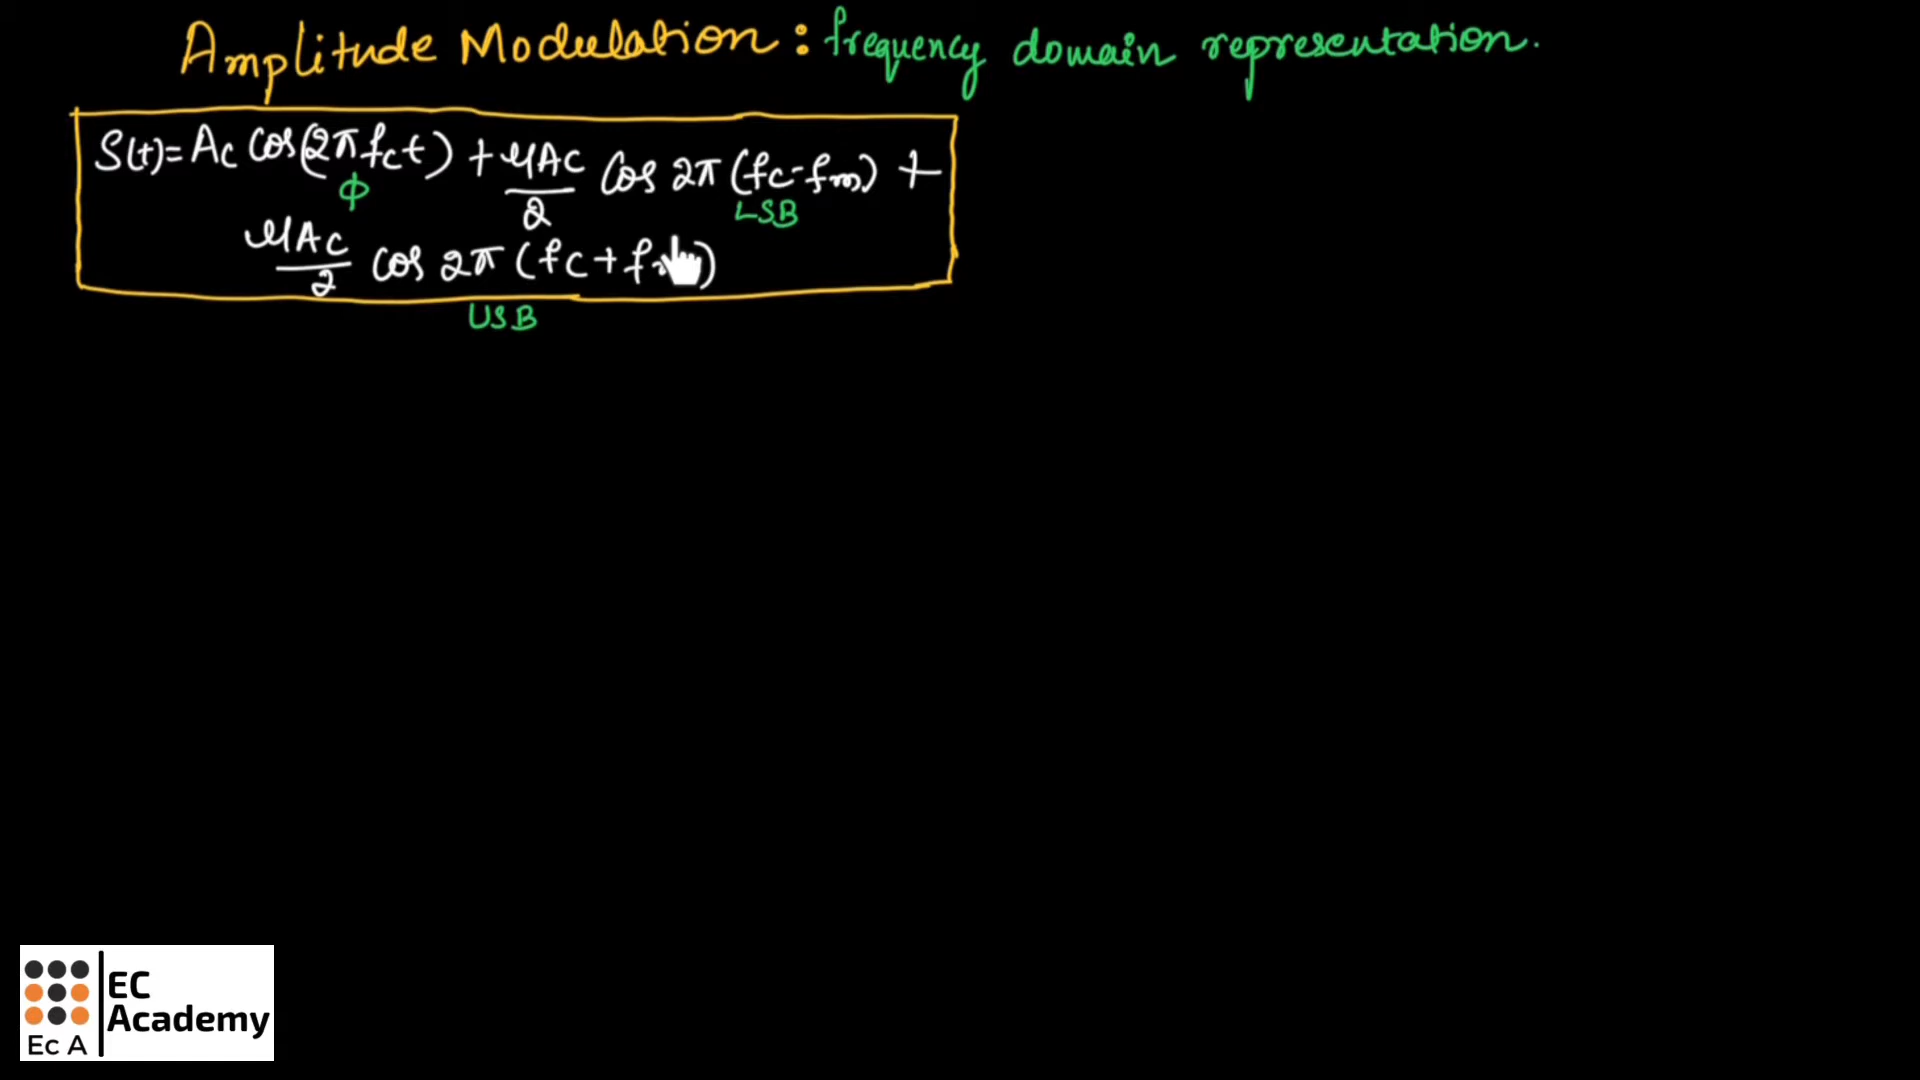 Amplitude Modulation : frequency domain representation.
S(t) = Ac cos(2π fct) + μAc/2 cos 2π (fc-fm) +
φ
LSB
μAc/2 cos 2π (fc+f )
USB
EC
Academy
Ec A